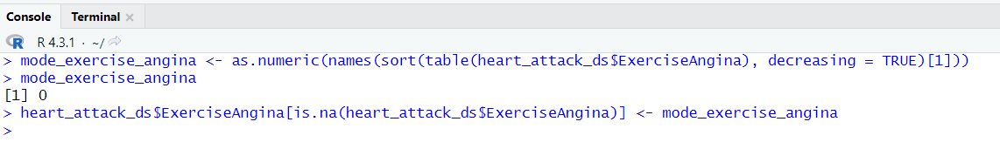 Console Terminal ×
R R 4.3.1 · ~/
> mode_exercise_angina <- as.numeric(names(sort(table(heart_attack_ds$ExerciseAngina), decreasing = TRUE)[1]))
> mode_exercise_angina
[1] 0
> heart_attack_ds$ExerciseAngina[is.na(heart_attack_ds$ExerciseAngina)] <- mode_exercise_angina
>